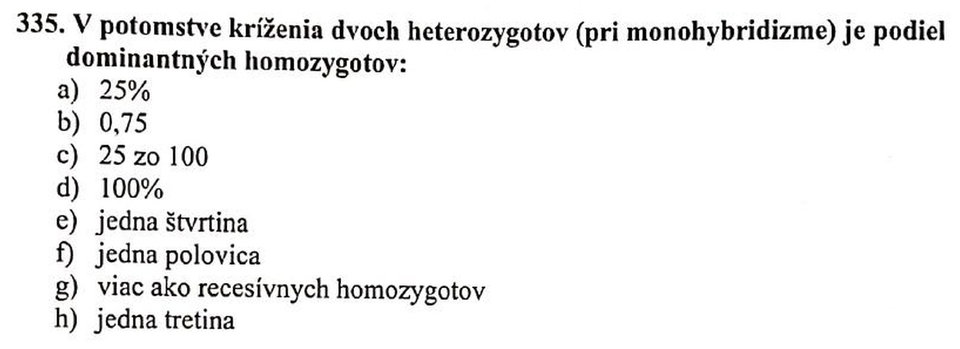 335. V potomstve kríženia dvoch heterozygotov (pri monohybridizme) je podiel
dominantných homozygotov:
a) 25%
b) 0,75
c) 25 zo 100
d) 100%
e) jedna štvrtina
f) jedna polovica
g) viac ako recesívnych homozygotov
h) jedna tretina